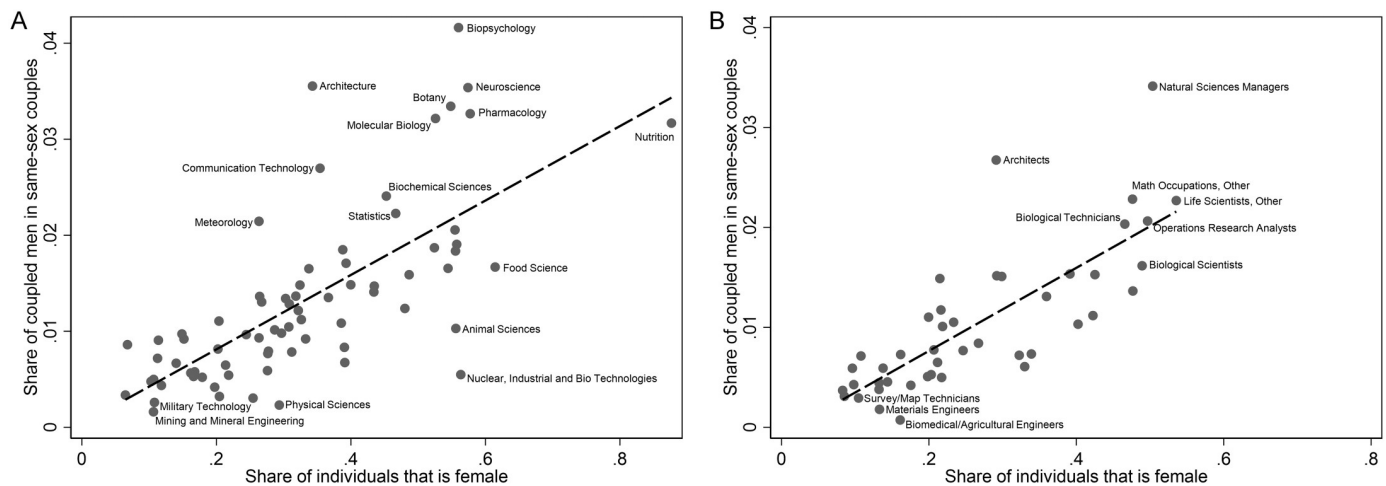 A
Share of coupled men in same-sex couples
0
.01
.02
.03
.04
Biopsychology
Architecture
Neuroscience
Botany
Pharmacology
Molecular Biology
Nutrition
Communication Technology
Biochemical Sciences
Statistics
Meteorology
Food Science
Animal Sciences
Nuclear, Industrial and Bio Technologies
Military Technology
Physical Sciences
Mining and Mineral Engineering
0
.2
.4
.6
.8
Share of individuals that is female
B
Share of coupled men in same-sex couples
0
.01
.02
.03
.04
Natural Sciences Managers
Architects
Math Occupations, Other
Life Scientists, Other
Biological Technicians
Operations Research Analysts
Biological Scientists
Survey/Map Technicians
Materials Engineers
Biomedical/Agricultural Engineers
0
.2
.4
.6
.8
Share of individuals that is female